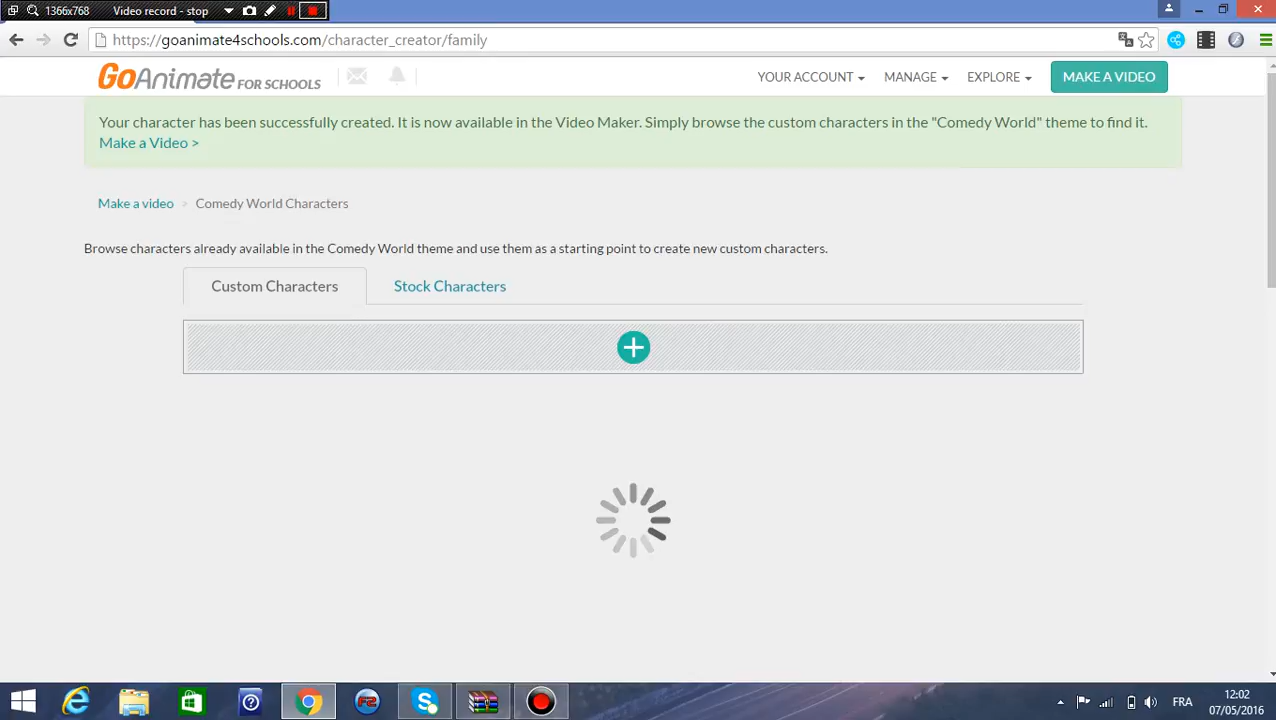 1366x768 Video record - stop
https://goanimate4schools.com/character_creator/family
GoAnimate FOR SCHOOLS YOUR ACCOUNT MANAGE EXPLORE MAKE A VIDEO
Your character has been successfully created. It is now available in the Video Maker. Simply browse the custom characters in the "Comedy World" theme to find it.
Make a Video >
Make a video > Comedy World Characters
Browse characters already available in the Comedy World theme and use them as a starting point to create new custom characters.
Custom Characters Stock Characters
FRA
12:02
07/05/2016